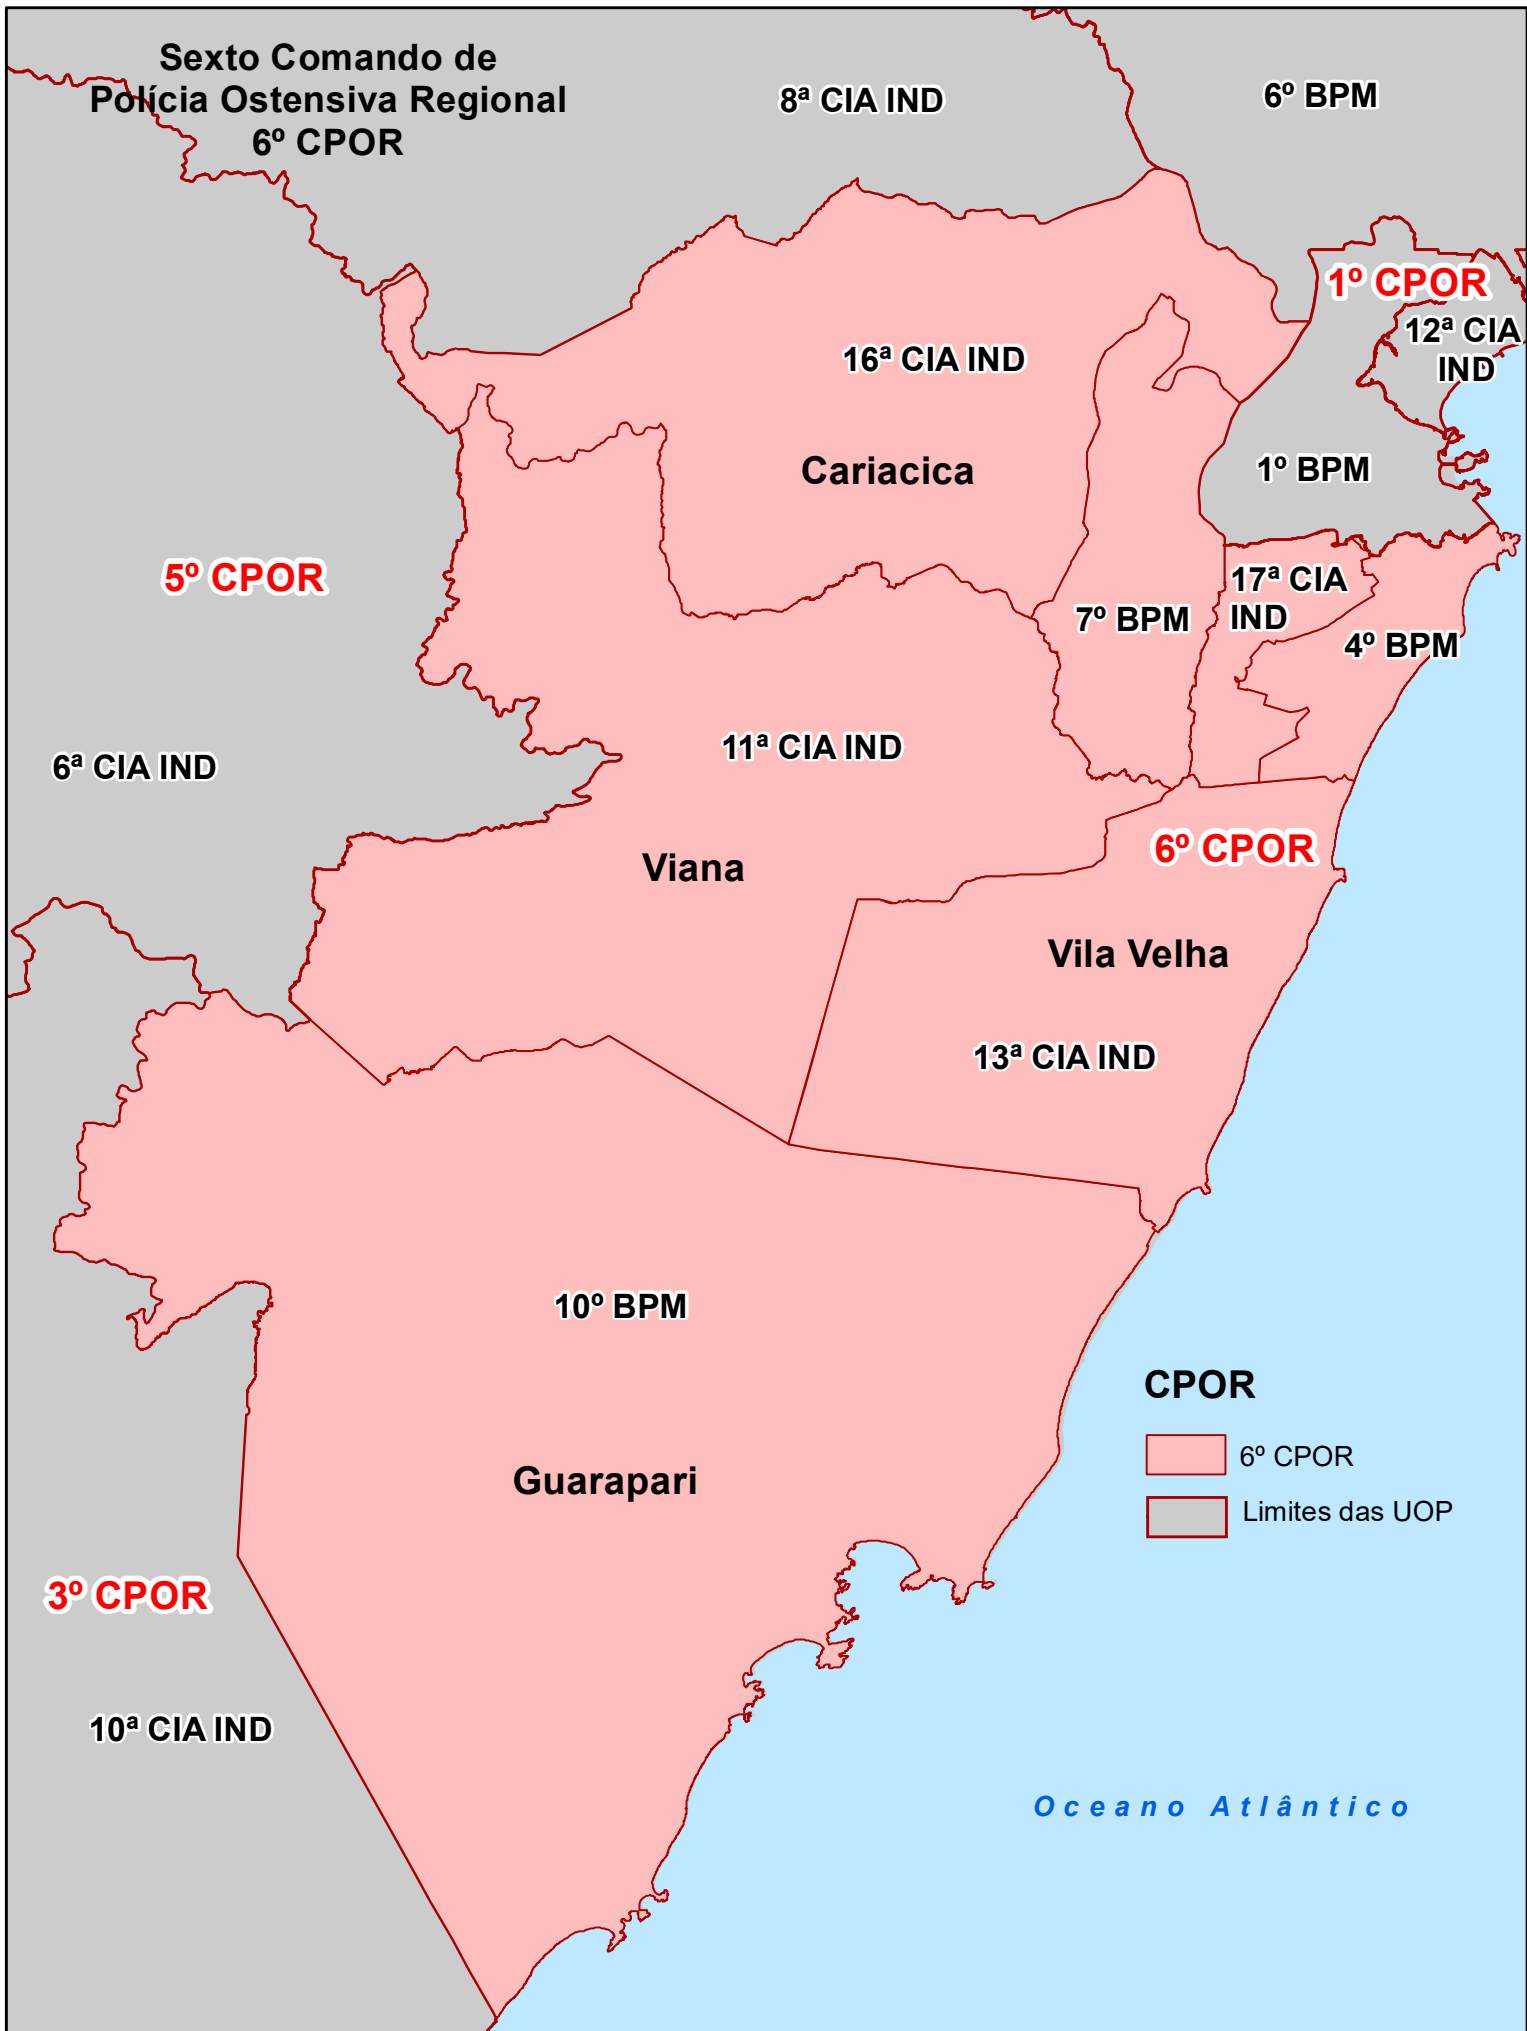 Sexto Comando de
Polícia Ostensiva Regional
6º CPOR
8ª CIA IND
6º BPM
1º CPOR
12ª CIA
IND
16ª CIA IND
Cariacica
1º BPM
5º CPOR
17ª CIA
IND
7º BPM
4º BPM
11ª CIA IND
6ª CIA IND
6º CPOR
Viana
Vila Velha
13ª CIA IND
10º BPM
CPOR
6º CPOR
Limites das UOP
Guarapari
3º CPOR
10ª CIA IND
Oceano Atlântico